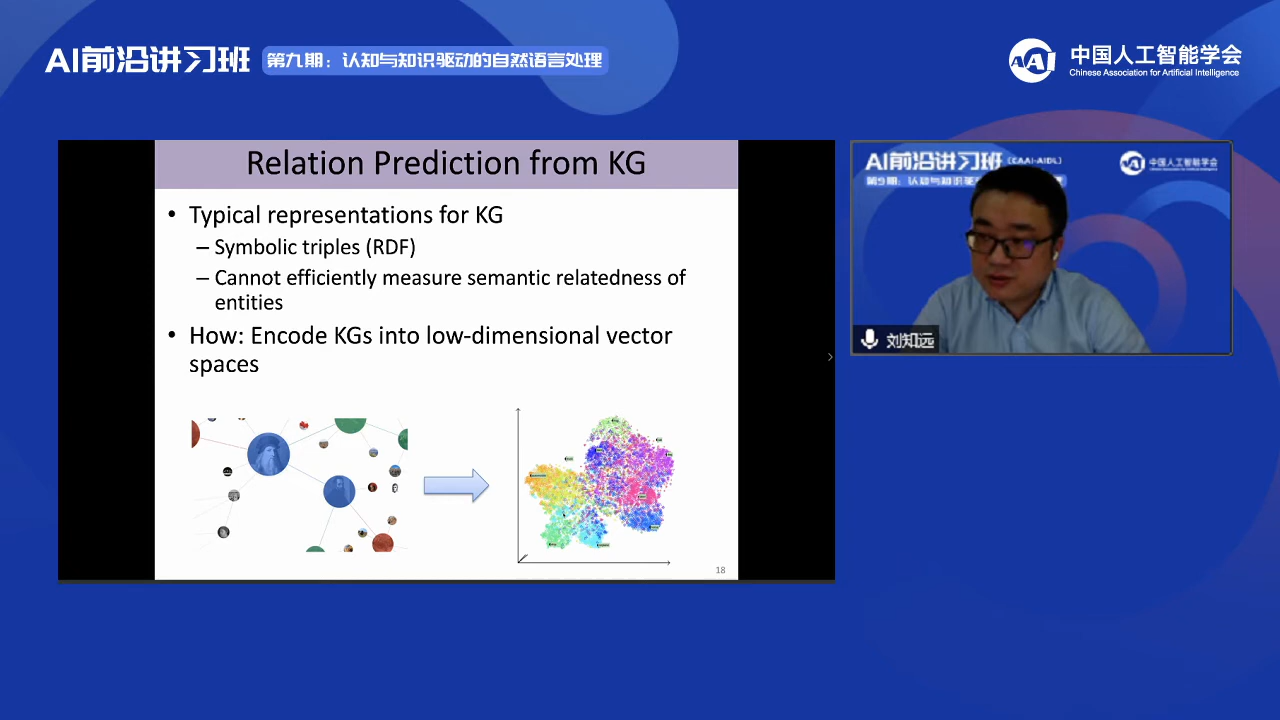 AI前沿讲习班
第九期：认知与知识驱动的自然语言处理
AAI
中国人工智能学会
Chinese Association for Artificial Intelligence
Relation Prediction from KG
• Typical representations for KG
– Symbolic triples (RDF)
– Cannot efficiently measure semantic relatedness of
entities
• How: Encode KGs into low-dimensional vector
spaces
18
AI前沿讲习班 (CAAI-AIDL)
中国人工智能学会
刘知远